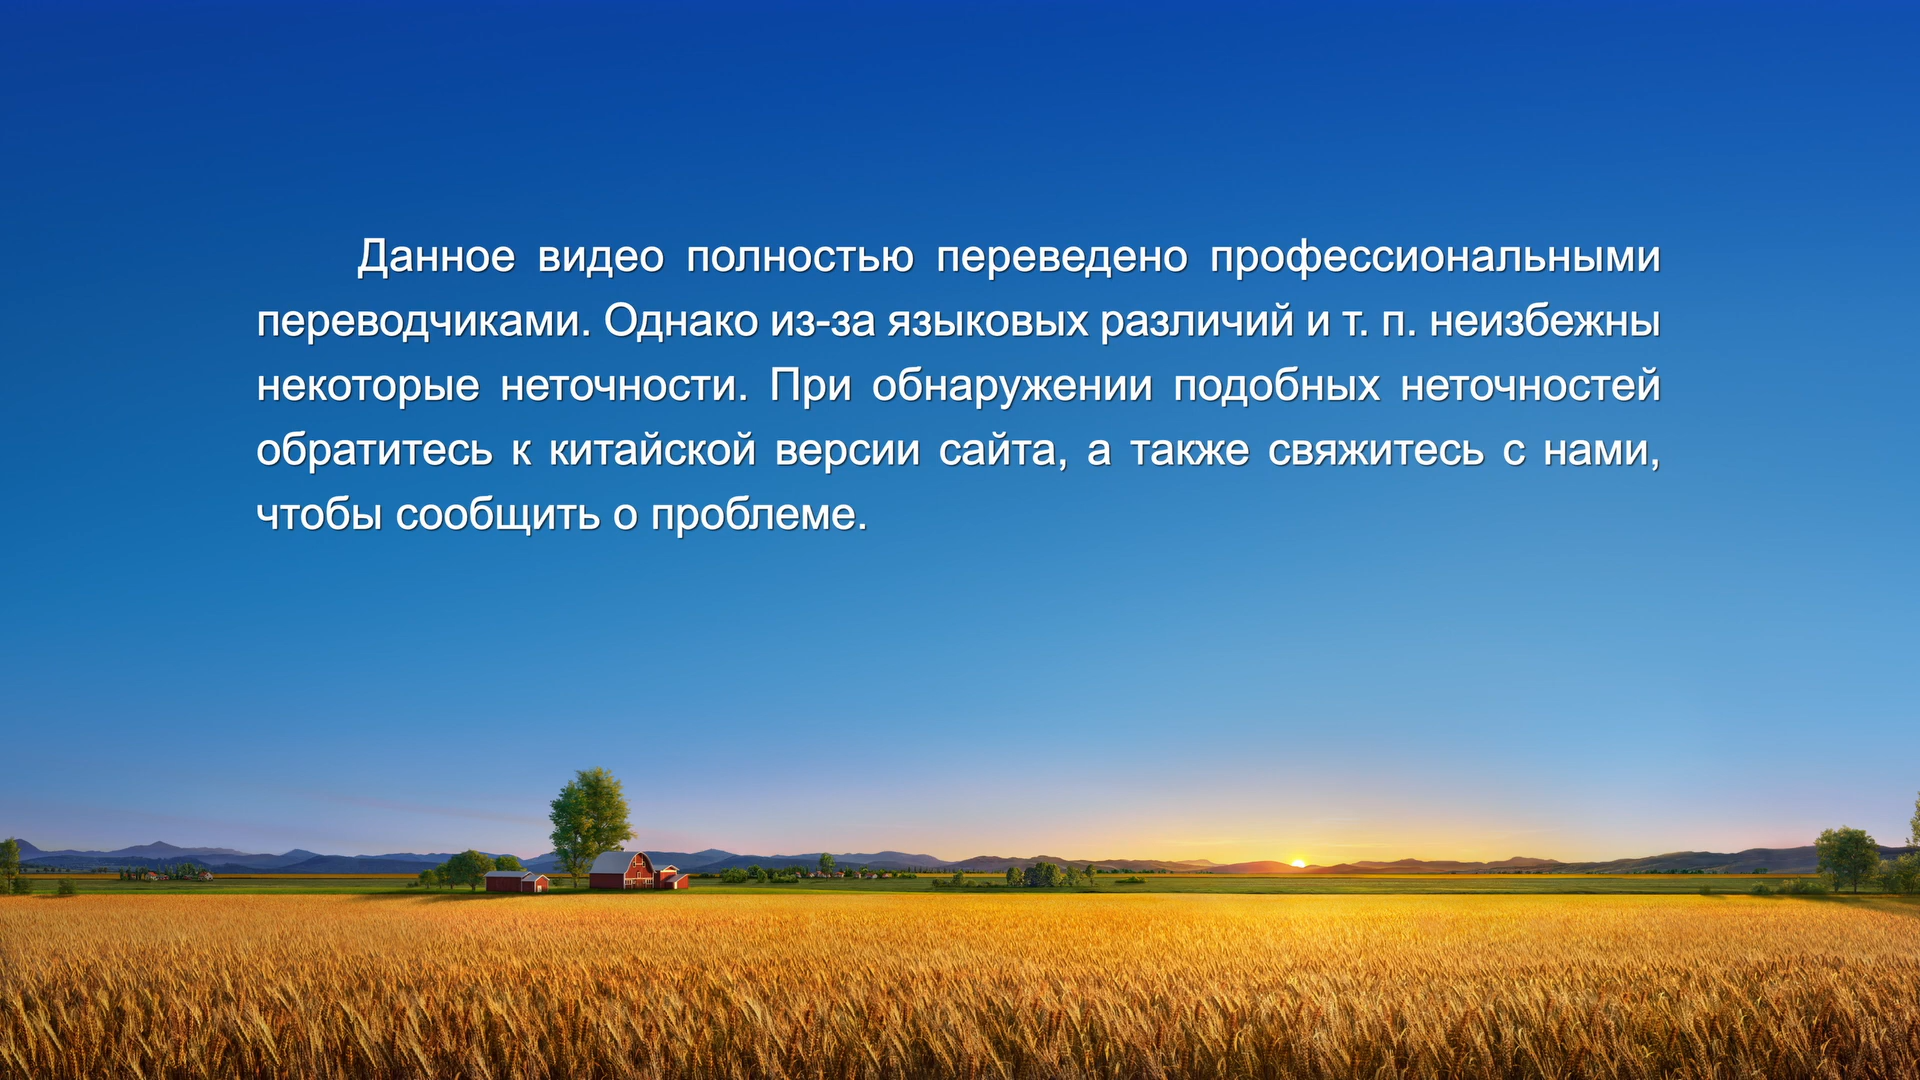 Данное видео полностью переведено профессиональными
переводчиками. Однако из-за языковых различий и т. п. неизбежны
некоторые неточности. При обнаружении подобных неточностей
обратитесь к китайской версии сайта, а также свяжитесь с нами,
чтобы сообщить о проблеме.